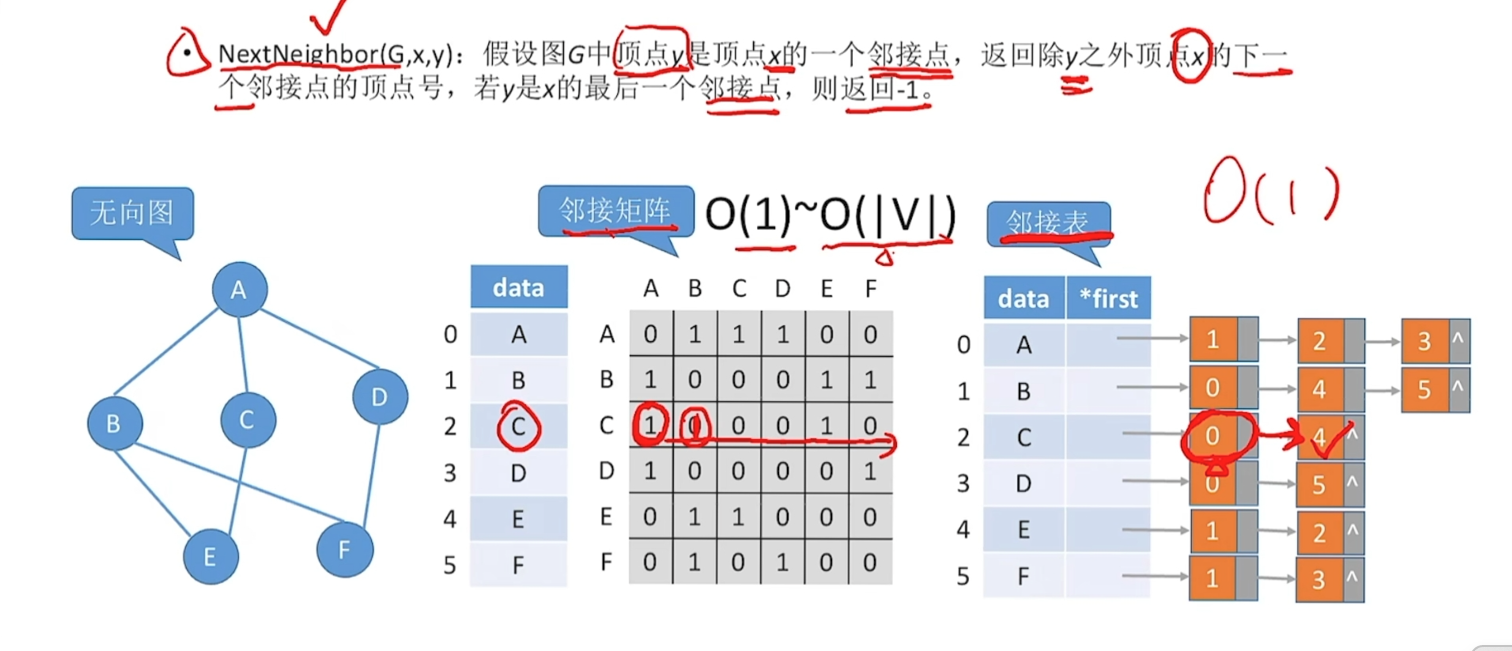 • NextNeighbor(G,x,y)：假设图G中顶点y是顶点x的一个邻接点，返回除y之外顶点x的下一
个邻接点的顶点号，若y是x的最后一个邻接点，则返回-1。
无向图
A
B
C
D
E
F
邻接矩阵 O(1)~O(|V|)
data
0 A
1 B
2 C
3 D
4 E
5 F
A B C D E F
A 0 1 1 1 0 0
B 1 0 0 0 1 1
C 1 0 0 0 1 0
D 1 0 0 0 0 1
E 0 1 1 0 0 0
F 0 1 0 1 0 0
邻接表 O(1)
data *first
0 A 1 2 3 ^
1 B 0 4 5 ^
2 C 0 4 ^
3 D 0 5 ^
4 E 1 2 ^
5 F 1 3 ^